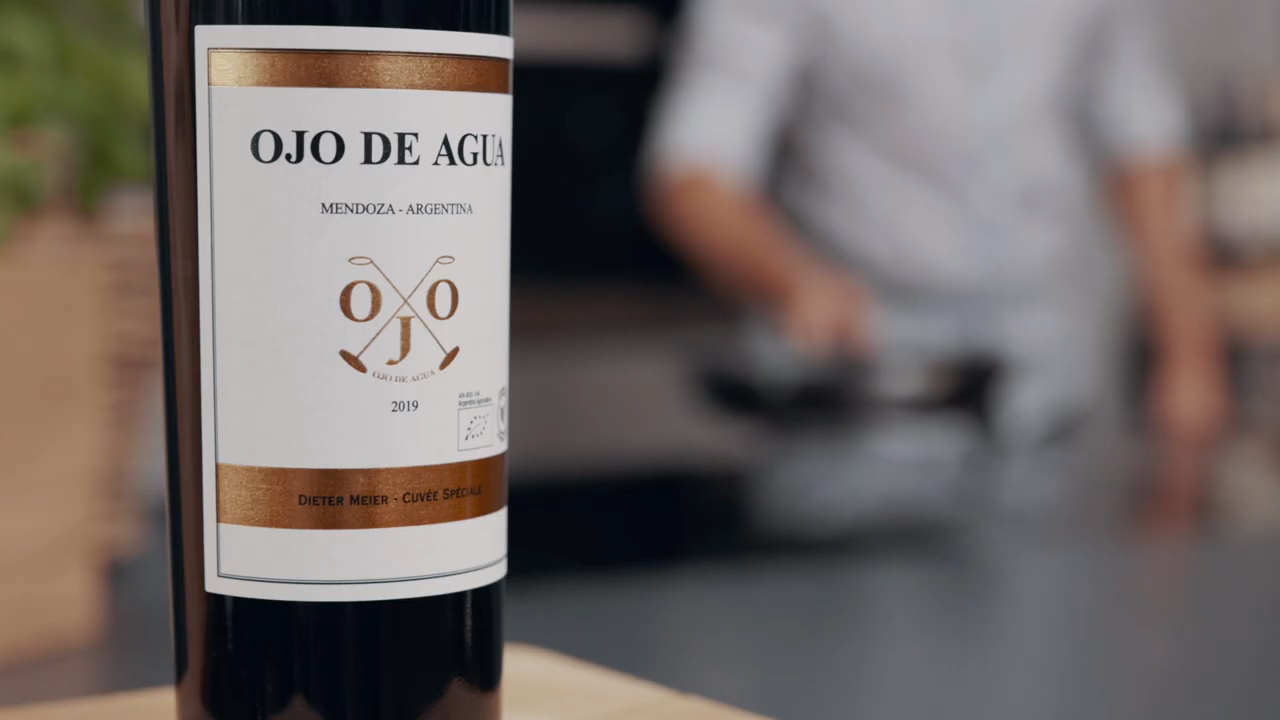 OJO DE AGUA
MENDOZA - ARGENTINA
O O
J
OJO DE AGUA
2019
DIETER MEIER - CUVÉE SPÉCIALE